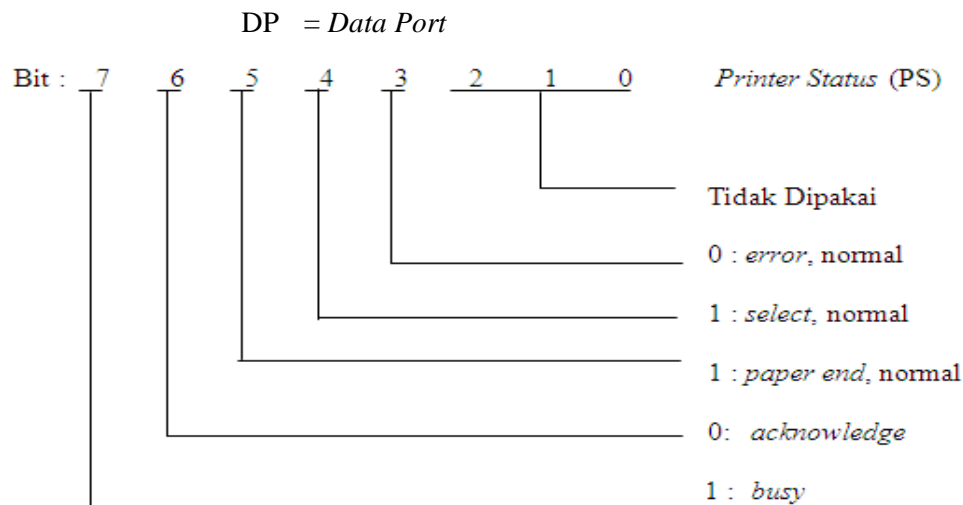 DP = Data Port
Bit : 7 6 5 4 3 2 1 0 Printer Status (PS)
Tidak Dipakai
0 : error, normal
1 : select, normal
1 : paper end, normal
0: acknowledge
1 : busy